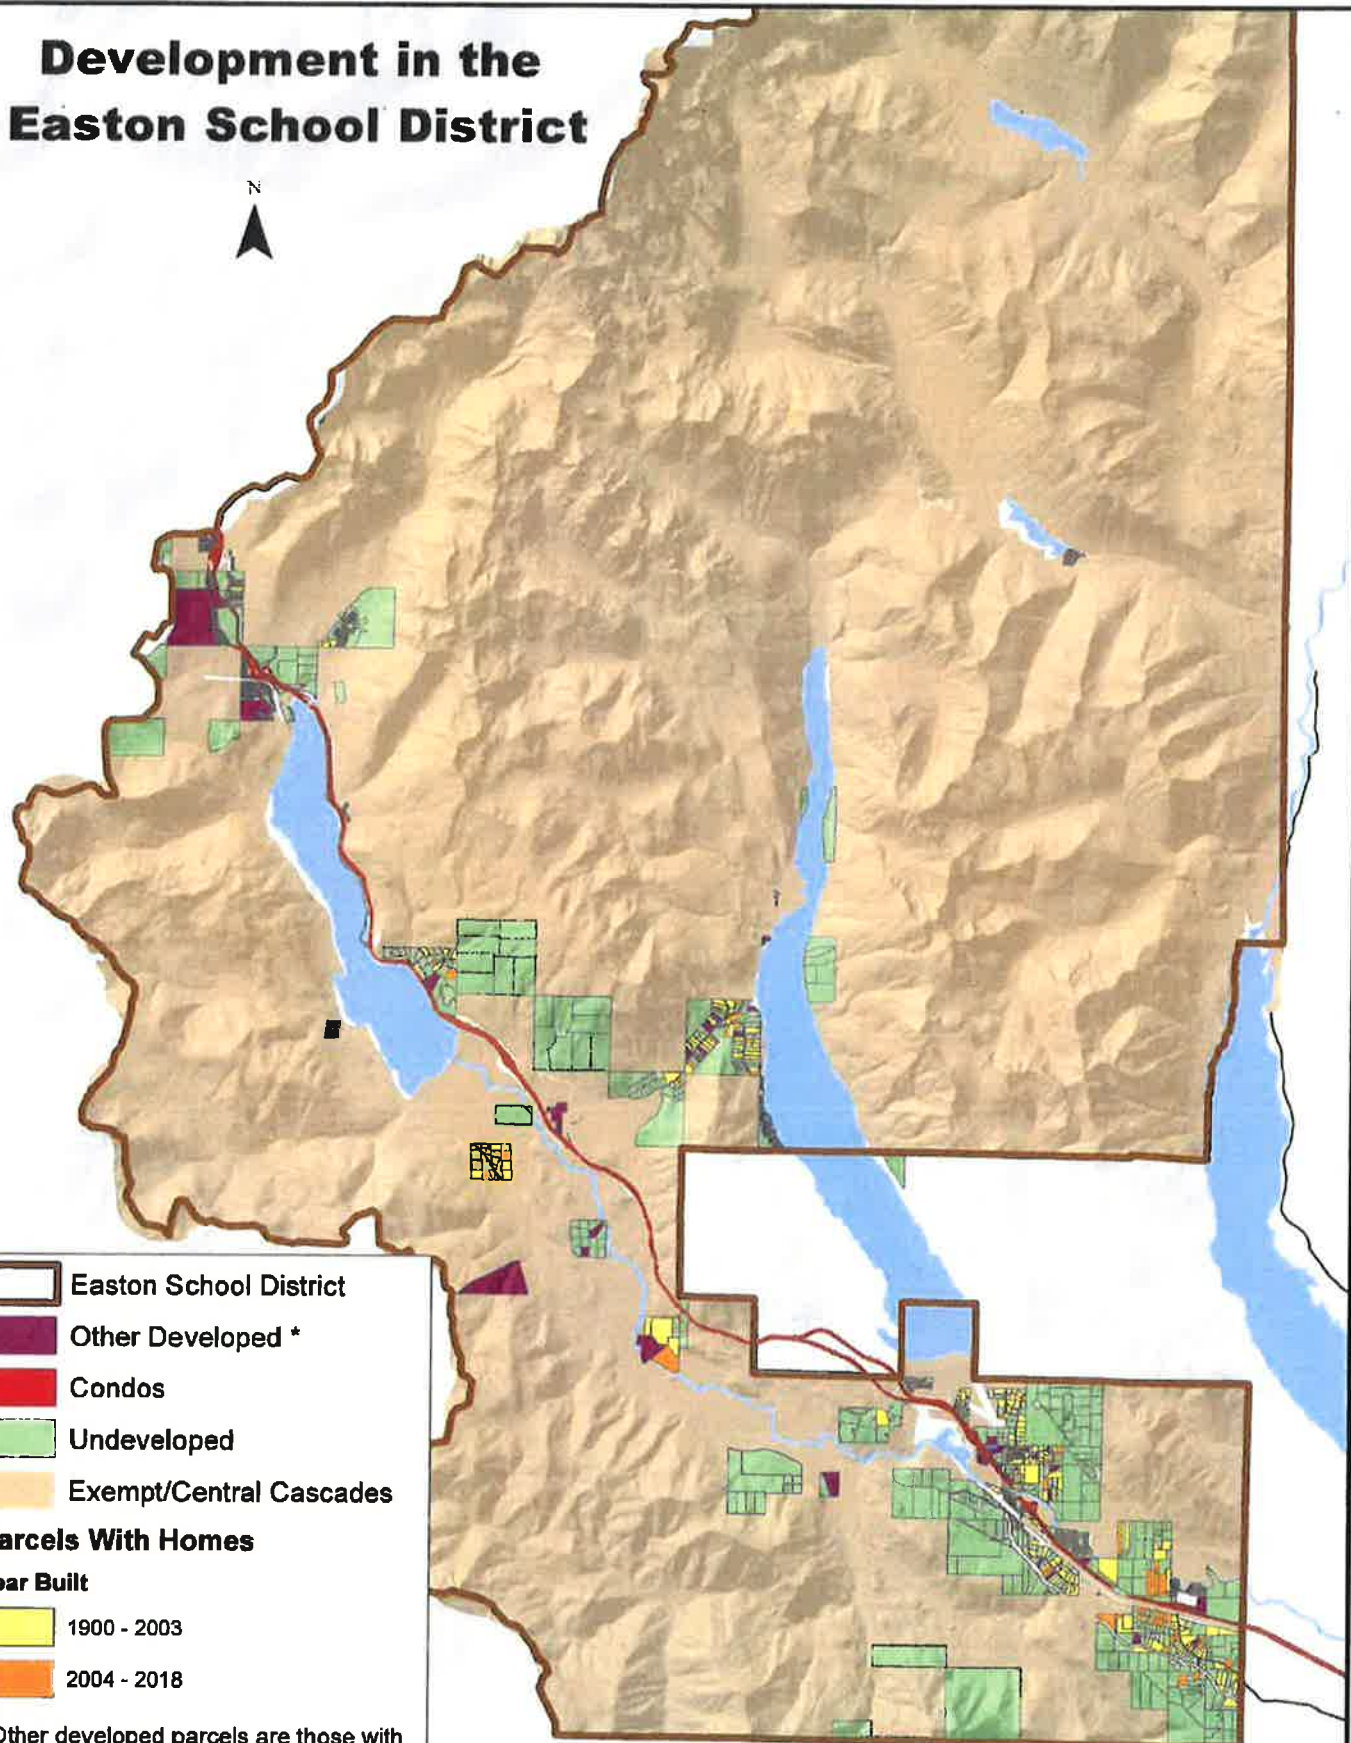 Development in the
Easton School District
N
Easton School District
Other Developed *
Condos
Undeveloped
Exempt/Central Cascades
arcels With Homes
ar Built
1900 - 2003
2004 - 2018
Other developed parcels are those with